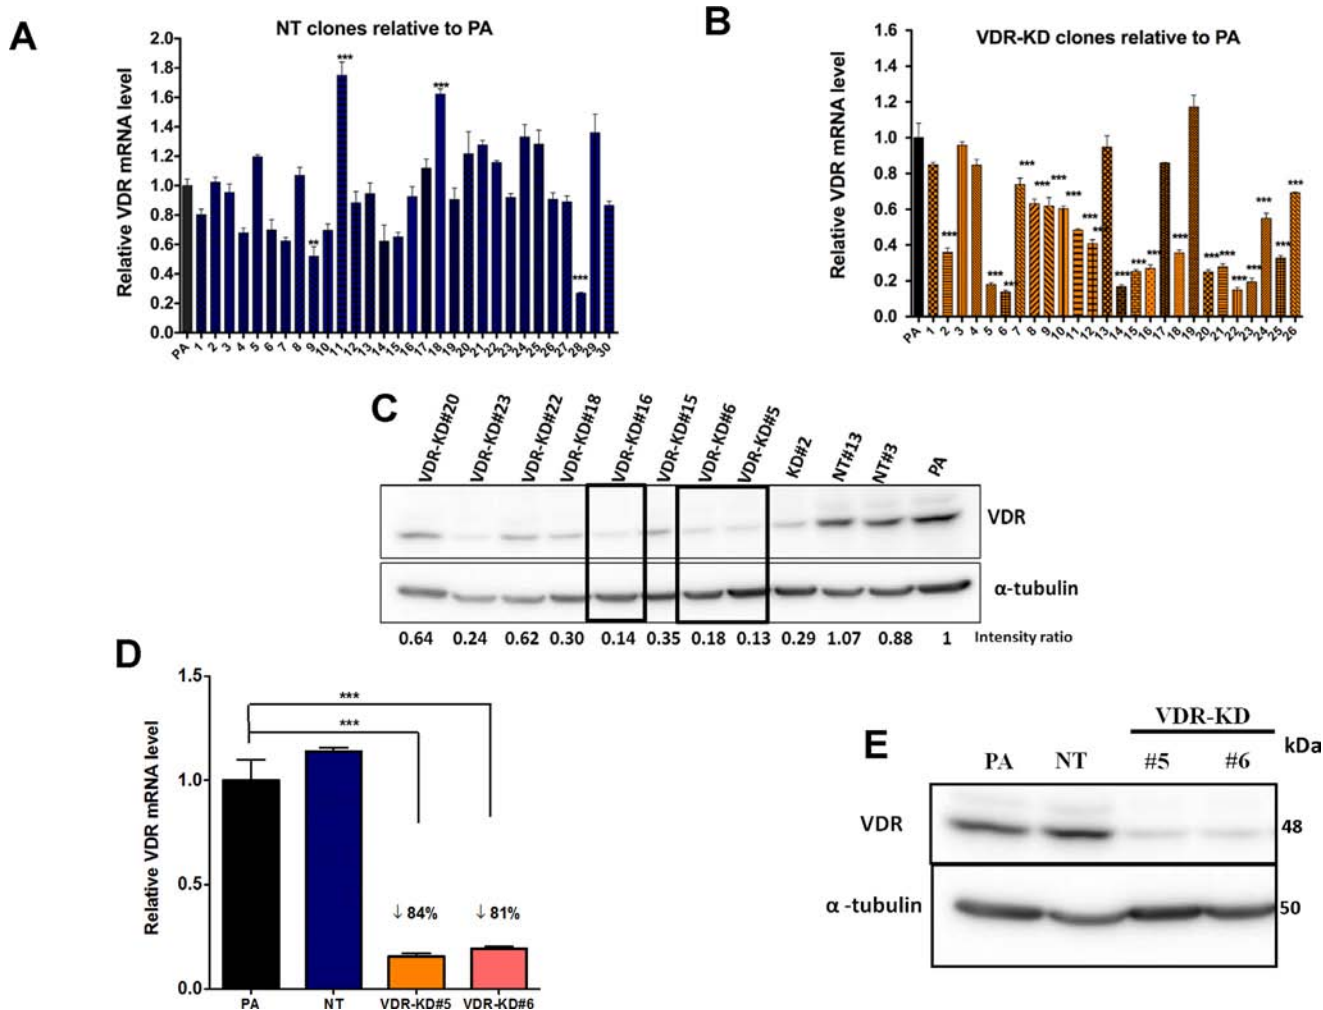 A
NT clones relative to PA
Relative VDR mRNA level
2.0
1.8
1.6
1.4
1.2
1.0
0.8
0.6
0.4
0.2
0.0
***
***
**
***
PA 1 2 3 4 5 6 7 8 9 10 11 12 13 14 15 16 17 18 19 20 21 22 23 24 25 26 27 28 29 30
B
VDR-KD clones relative to PA
Relative VDR mRNA level
1.6
1.4
1.2
1.0
0.8
0.6
0.4
0.2
0.0
*** *** *** *** *** *** *** *** *** ** *** *** *** *** *** *** *** *** *** *** ***
PA 1 2 3 4 5 6 7 8 9 10 11 12 13 14 15 16 17 18 19 20 21 22 23 24 25 26
C
VDR-KD#20 VDR-KD#23 VDR-KD#22 VDR-KD#18 VDR-KD#16 VDR-KD#15 VDR-KD#6 VDR-KD#5 KD#2 NT#13 NT#3 PA
VDR
α-tubulin
0.64 0.24 0.62 0.30 0.14 0.35 0.18 0.13 0.29 1.07 0.88 1 Intensity ratio
D
Relative VDR mRNA level
1.5
1.0
0.5
0.0
***
***
↓ 84% ↓ 81%
PA NT VDR-KD#5 VDR-KD#6
E
VDR-KD
kDa
PA NT #5 #6
VDR 48
α -tubulin 50